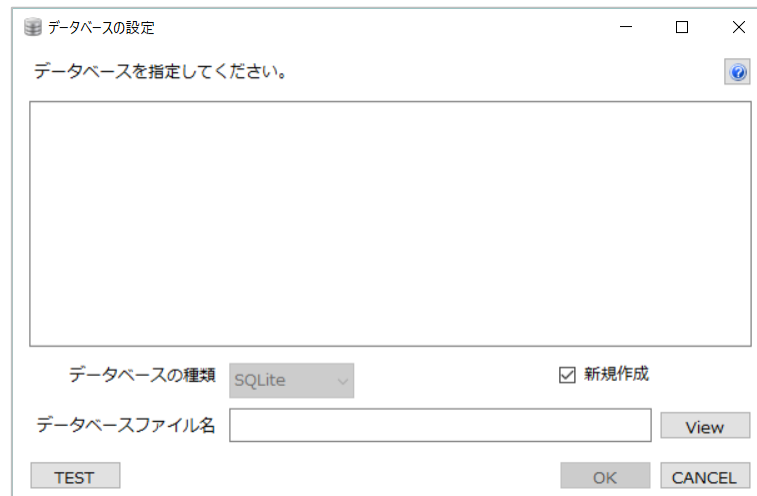 データベースの設定
データベースを指定してください。
データベースの種類 SQLite 新規作成
データベースファイル名 View
TEST OK CANCEL